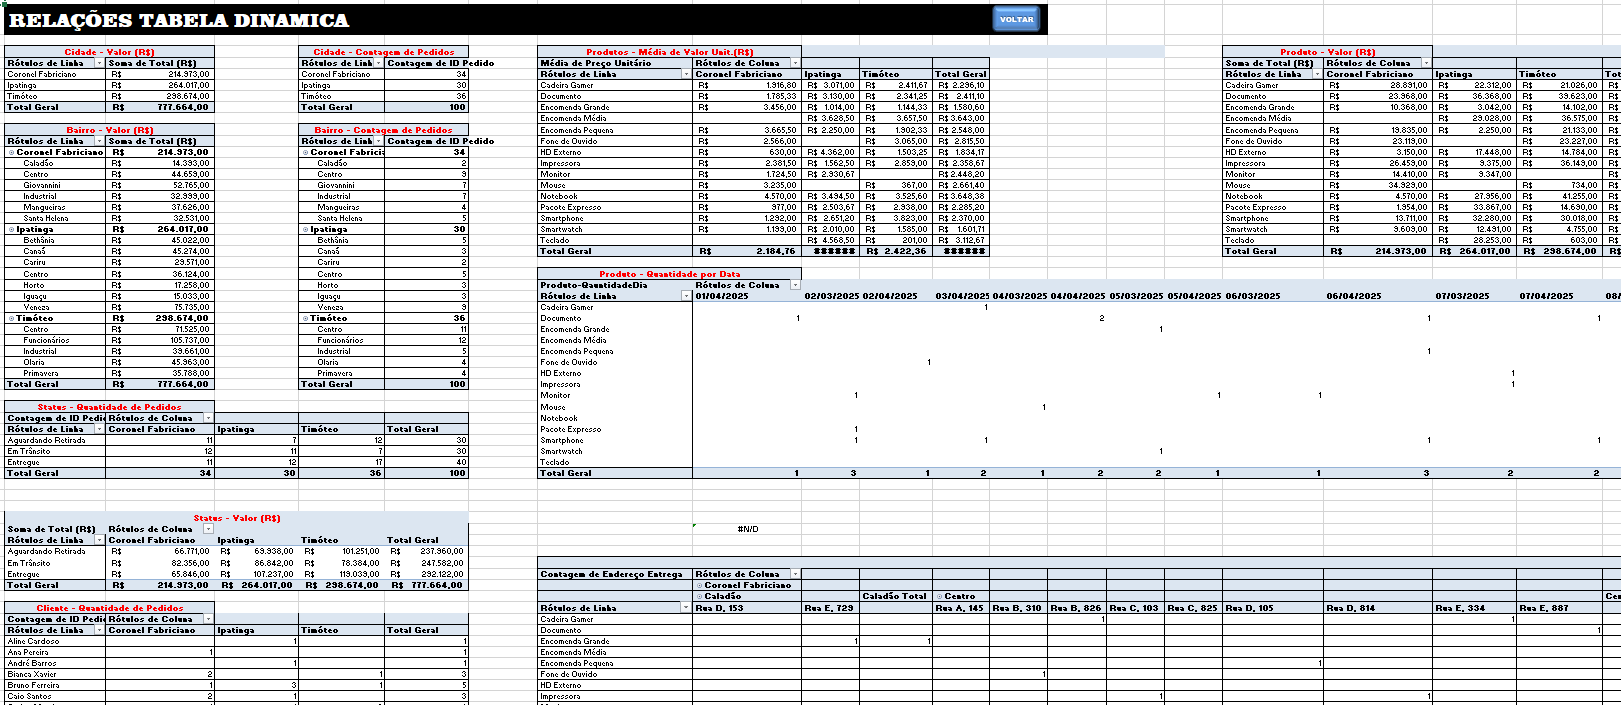 RELAÇÕES TABELA DINAMICA
VOLTAR
Cidade - Valor (R$)
Rótulos de Linha Soma de Total (R$)
Coronel Fabriciano R$ 214.973,00
Ipatinga R$ 264.017,00
Timóteo R$ 298.674,00
Total Geral R$ 777.664,00
Bairro - Valor (R$)
Rótulos de Linha Soma de Total (R$)
Coronel Fabriciano R$ 214.973,00
Caladão R$ 14.393,00
Centro R$ 44.659,00
Giovannini R$ 52.765,00
Industrial R$ 32.999,00
Mangueiras R$ 37.626,00
Santa Helena R$ 32.531,00
Ipatinga R$ 264.017,00
Bethânia R$ 45.022,00
Canaã R$ 45.274,00
Cariru R$ 29.571,00
Centro R$ 36.124,00
Horto R$ 17.258,00
Iguaçu R$ 15.033,00
Veneza R$ 75.735,00
Timóteo R$ 298.674,00
Centro R$ 71.525,00
Funcionários R$ 105.737,00
Industrial R$ 39.661,00
Olaria R$ 45.963,00
Primavera R$ 35.788,00
Total Geral R$ 777.664,00
Status - Quantidade de Pedidos
Contagem de ID Pedi Rótulos de Coluna
Rótulos de Linha Coronel Fabriciano Ipatinga Timóteo Total Geral
Aguardando Retirada 11 7 12 30
Em Trânsito 12 11 7 30
Entregue 11 12 17 40
Total Geral 34 30 36 100
Status - Valor (R$)
Soma de Total (R$) Rótulos de Coluna
Rótulos de Linha Coronel Fabriciano Ipatinga Timóteo Total Geral
Aguardando Retirada R$ 66.771,00 R$ 69.938,00 R$ 101.251,00 R$ 237.960,00
Em Trânsito R$ 82.356,00 R$ 86.842,00 R$ 78.384,00 R$ 247.582,00
Entregue R$ 65.846,00 R$ 107.237,00 R$ 119.039,00 R$ 292.122,00
Total Geral R$ 214.973,00 R$ 264.017,00 R$ 298.674,00 R$ 777.664,00
Cliente - Quantidade de Pedidos
Contagem de ID Pedi Rótulos de Coluna
Rótulos de Linha Coronel Fabriciano Ipatinga Timóteo Total Geral
Aline Cardoso 1 1
Ana Pereira 1 1
André Barros 1 1
Bianca Xavier 2 1 3
Bruno Ferreira 1 3 1 5
Caio Santos 2 1 3
Cidade - Contagem de Pedidos
Rótulos de Linh Contagem de ID Pedido
Coronel Fabriciano 34
Ipatinga 30
Timóteo 36
Total Geral 100
Bairro - Contagem de Pedidos
Rótulos de Linh Contagem de ID Pedido
Coronel Fabricia 34
Caladão 2
Centro 9
Giovannini 7
Industrial 7
Mangueiras 4
Santa Helena 5
Ipatinga 30
Bethânia 5
Canaã 3
Cariru 2
Centro 5
Horto 3
Iguaçu 3
Veneza 9
Timóteo 36
Centro 11
Funcionários 12
Industrial 5
Olaria 4
Primavera 4
Total Geral 100
Produtos - Média de Valor Unit.(R$)
Média de Preço Unitário Rótulos de Coluna
Rótulos de Linha Coronel Fabriciano Ipatinga Timóteo Total Geral
Cadeira Gamer R$ 1.916,80 R$ 3.071,00 R$ 2.411,67 R$ 2.296,10
Documento R$ 1.785,33 R$ 3.130,00 R$ 2.341,25 R$ 2.411,10
Encomenda Grande R$ 3.456,00 R$ 1.014,00 R$ 1.144,33 R$ 1.580,60
Encomenda Média R$ 3.628,50 R$ 3.657,50 R$ 3.643,00
Encomenda Pequena R$ 3.665,50 R$ 2.250,00 R$ 1.902,33 R$ 2.548,00
Fone de Ouvido R$ 2.566,00 R$ 3.065,00 R$ 2.815,50
HD Externo R$ 630,00 R$ 4.362,00 R$ 1.503,25 R$ 1.834,17
Impressora R$ 2.381,50 R$ 1.562,50 R$ 2.859,00 R$ 2.358,67
Monitor R$ 1.724,50 R$ 2.930,67 R$ 2.448,20
Mouse R$ 3.235,00 R$ 367,00 R$ 2.661,40
Notebook R$ 4.570,00 R$ 3.494,50 R$ 3.525,60 R$ 3.648,38
Pacote Expresso R$ 977,00 R$ 2.503,67 R$ 2.938,00 R$ 2.285,20
Smartphone R$ 1.292,00 R$ 2.651,20 R$ 3.823,00 R$ 2.370,00
Smartwatch R$ 1.199,00 R$ 2.010,00 R$ 1.585,00 R$ 1.601,71
Teclado R$ 4.568,50 R$ 201,00 R$ 3.112,67
Total Geral R$ 2.184,76 ###### R$ 2.422,36 ######
Produto - Valor (R$)
Soma de Total (R$) Rótulos de Coluna
Rótulos de Linha Coronel Fabriciano Ipatinga Timóteo Tot
Cadeira Gamer R$ 28.891,00 R$ 22.312,00 R$ 21.026,00 R$
Documento R$ 23.968,00 R$ 36.368,00 R$ 39.623,00 R$
Encomenda Grande R$ 10.368,00 R$ 3.042,00 R$ 14.102,00 R$
Encomenda Média R$ 29.028,00 R$ 36.575,00 R$
Encomenda Pequena R$ 19.835,00 R$ 2.250,00 R$ 21.133,00 R$
Fone de Ouvido R$ 23.119,00 R$ 23.227,00 R$
HD Externo R$ 3.150,00 R$ 17.448,00 R$ 14.784,00 R$
Impressora R$ 26.459,00 R$ 9.375,00 R$ 36.149,00 R$
Monitor R$ 14.410,00 R$ 9.347,00 R$
Mouse R$ 34.929,00 R$ 734,00 R$
Notebook R$ 4.570,00 R$ 27.956,00 R$ 41.255,00 R$
Pacote Expresso R$ 1.954,00 R$ 33.867,00 R$ 14.690,00 R$
Smartphone R$ 13.711,00 R$ 32.280,00 R$ 30.018,00 R$
Smartwatch R$ 9.609,00 R$ 12.491,00 R$ 4.755,00 R$
Teclado R$ 28.253,00 R$ 603,00 R$
Total Geral R$ 214.973,00 R$ 264.017,00 R$ 298.674,00 R$
Produto - Quantidade por Data
Produto-QauntidadeDia Rótulos de Coluna
Rótulos de Linha 01/04/2025 02/03/2025 02/04/2025 03/04/2025 04/03/2025 04/04/2025 05/03/2025 05/04/2025 06/03/2025 06/04/2025 07/03/2025 07/04/2025 08/
Cadeira Gamer 1
Documento 1 2 1 1
Encomenda Grande 1
Encomenda Média
Encomenda Pequena 1
Fone de Ouvido 1
HD Externo 1
Impressora 1
Monitor 1 1 1
Mouse 1
Notebook
Pacote Expresso 1
Smartphone 1 1 1 1
Smartwatch 1
Teclado
Total Geral 1 3 1 2 1 2 2 1 1 3 2 2
#N/D
Contagem de Endereço Entrega Rótulos de Coluna
Coronel Fabriciano
Caladão Caladão Total Centro Cen
Rótulos de Linha Rua D, 153 Rua E, 729 Rua A, 145 Rua B, 310 Rua B, 826 Rua C, 103 Rua C, 825 Rua D, 105 Rua D, 814 Rua E, 334 Rua E, 887
Cadeira Gamer 1 1
Documento 1
Encomenda Grande 1 1
Encomenda Média
Encomenda Pequena 1
Fone de Ouvido 1
HD Externo
Impressora 1 1